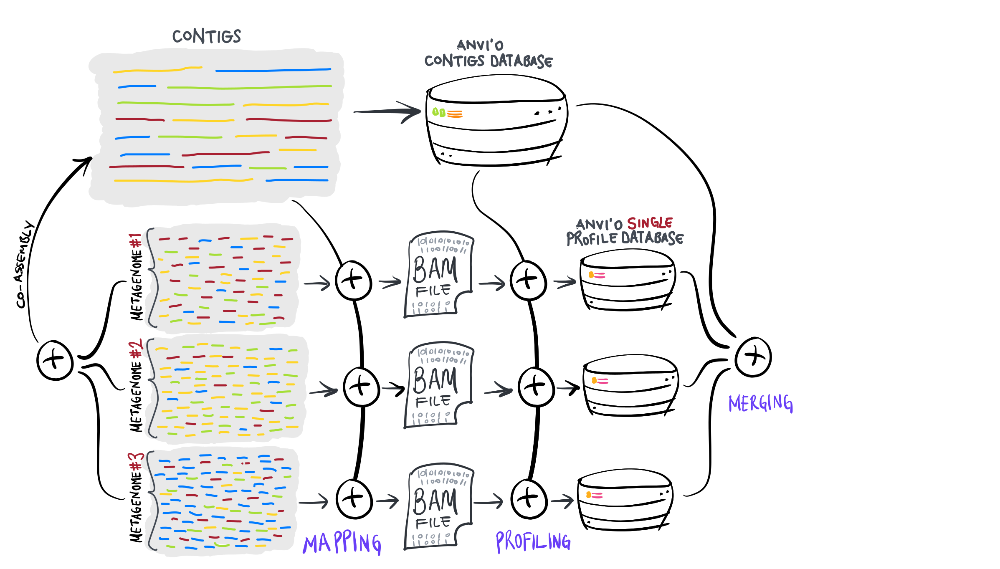 CONTIGS
ANVI'O
CONTIGS DATABASE
CO-ASSEMBLY
METAGENOME #1
METAGENOME #2
METAGENOME #3
ANVI'O SINGLE
PROFILE DATABASE
BAM
FILE
BAM
FILE
BAM
FILE
MAPPING
PROFILING
MERGING